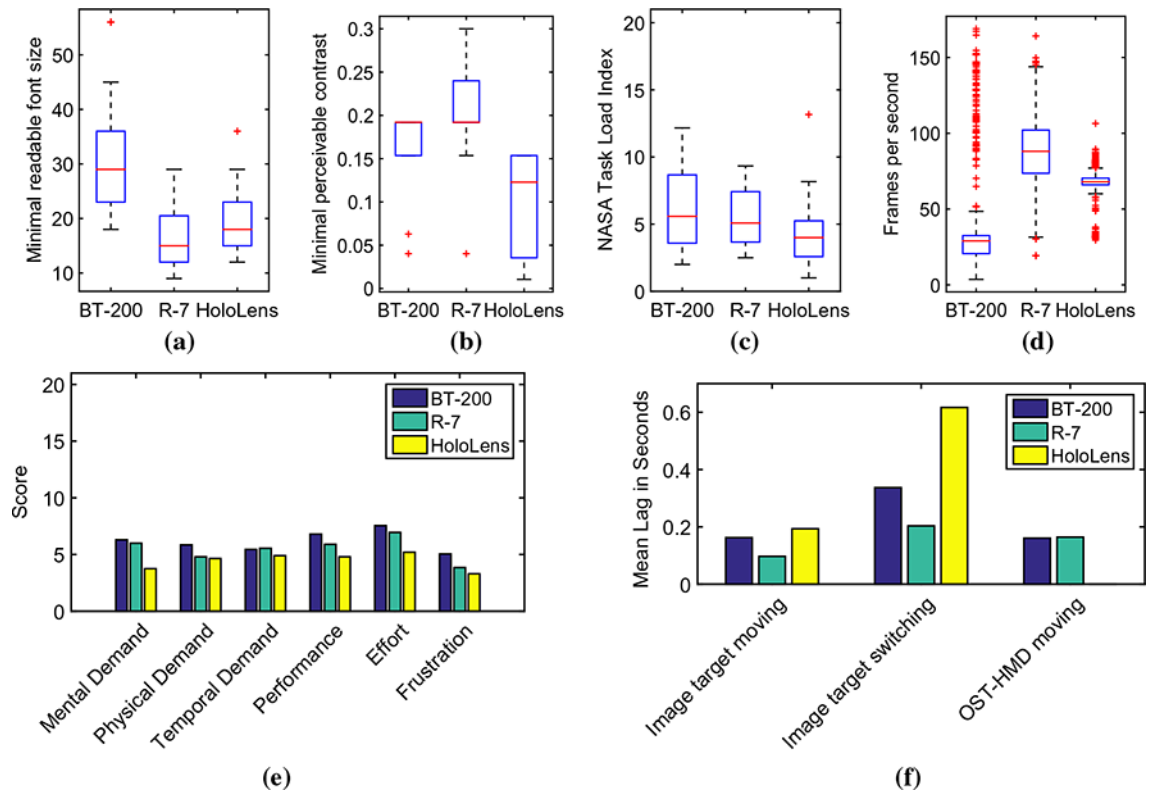 Minimal readable font size
50
40
30
20
10
BT-200 R-7 HoloLens
(a)
Minimal perceivable contrast
0.3
0.25
0.2
0.15
0.1
0.05
0
BT-200 R-7 HoloLens
(b)
NASA Task Load Index
20
15
10
5
0
BT-200 R-7 HoloLens
(c)
Frames per second
150
100
50
0
BT-200 R-7 HoloLens
(d)
Score
20
15
10
5
0
BT-200
R-7
HoloLens
Mental Demand
Physical Demand
Temporal Demand
Performance
Effort
Frustration
(e)
Mean Lag in Seconds
0.6
0.4
0.2
0
BT-200
R-7
HoloLens
Image target moving
Image target switching
OST-HMD moving
(f)